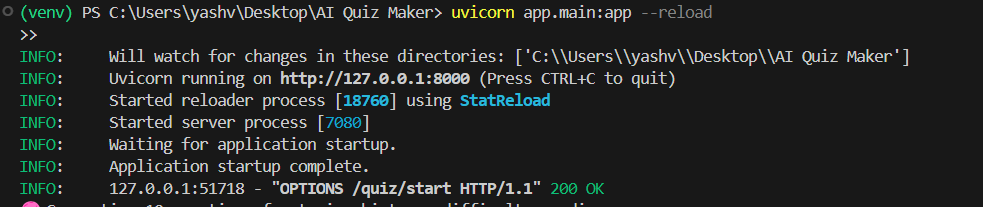 (venv) PS C:\Users\yashv\Desktop\AI Quiz Maker> uvicorn app.main:app --reload
>>
INFO:     Will watch for changes in these directories: ['C:\\Users\\yashv\\Desktop\\AI Quiz Maker']
INFO:     Uvicorn running on http://127.0.0.1:8000 (Press CTRL+C to quit)
INFO:     Started reloader process [18760] using StatReload
INFO:     Started server process [7080]
INFO:     Waiting for application startup.
INFO:     Application startup complete.
INFO:     127.0.0.1:51718 - "OPTIONS /quiz/start HTTP/1.1" 200 OK